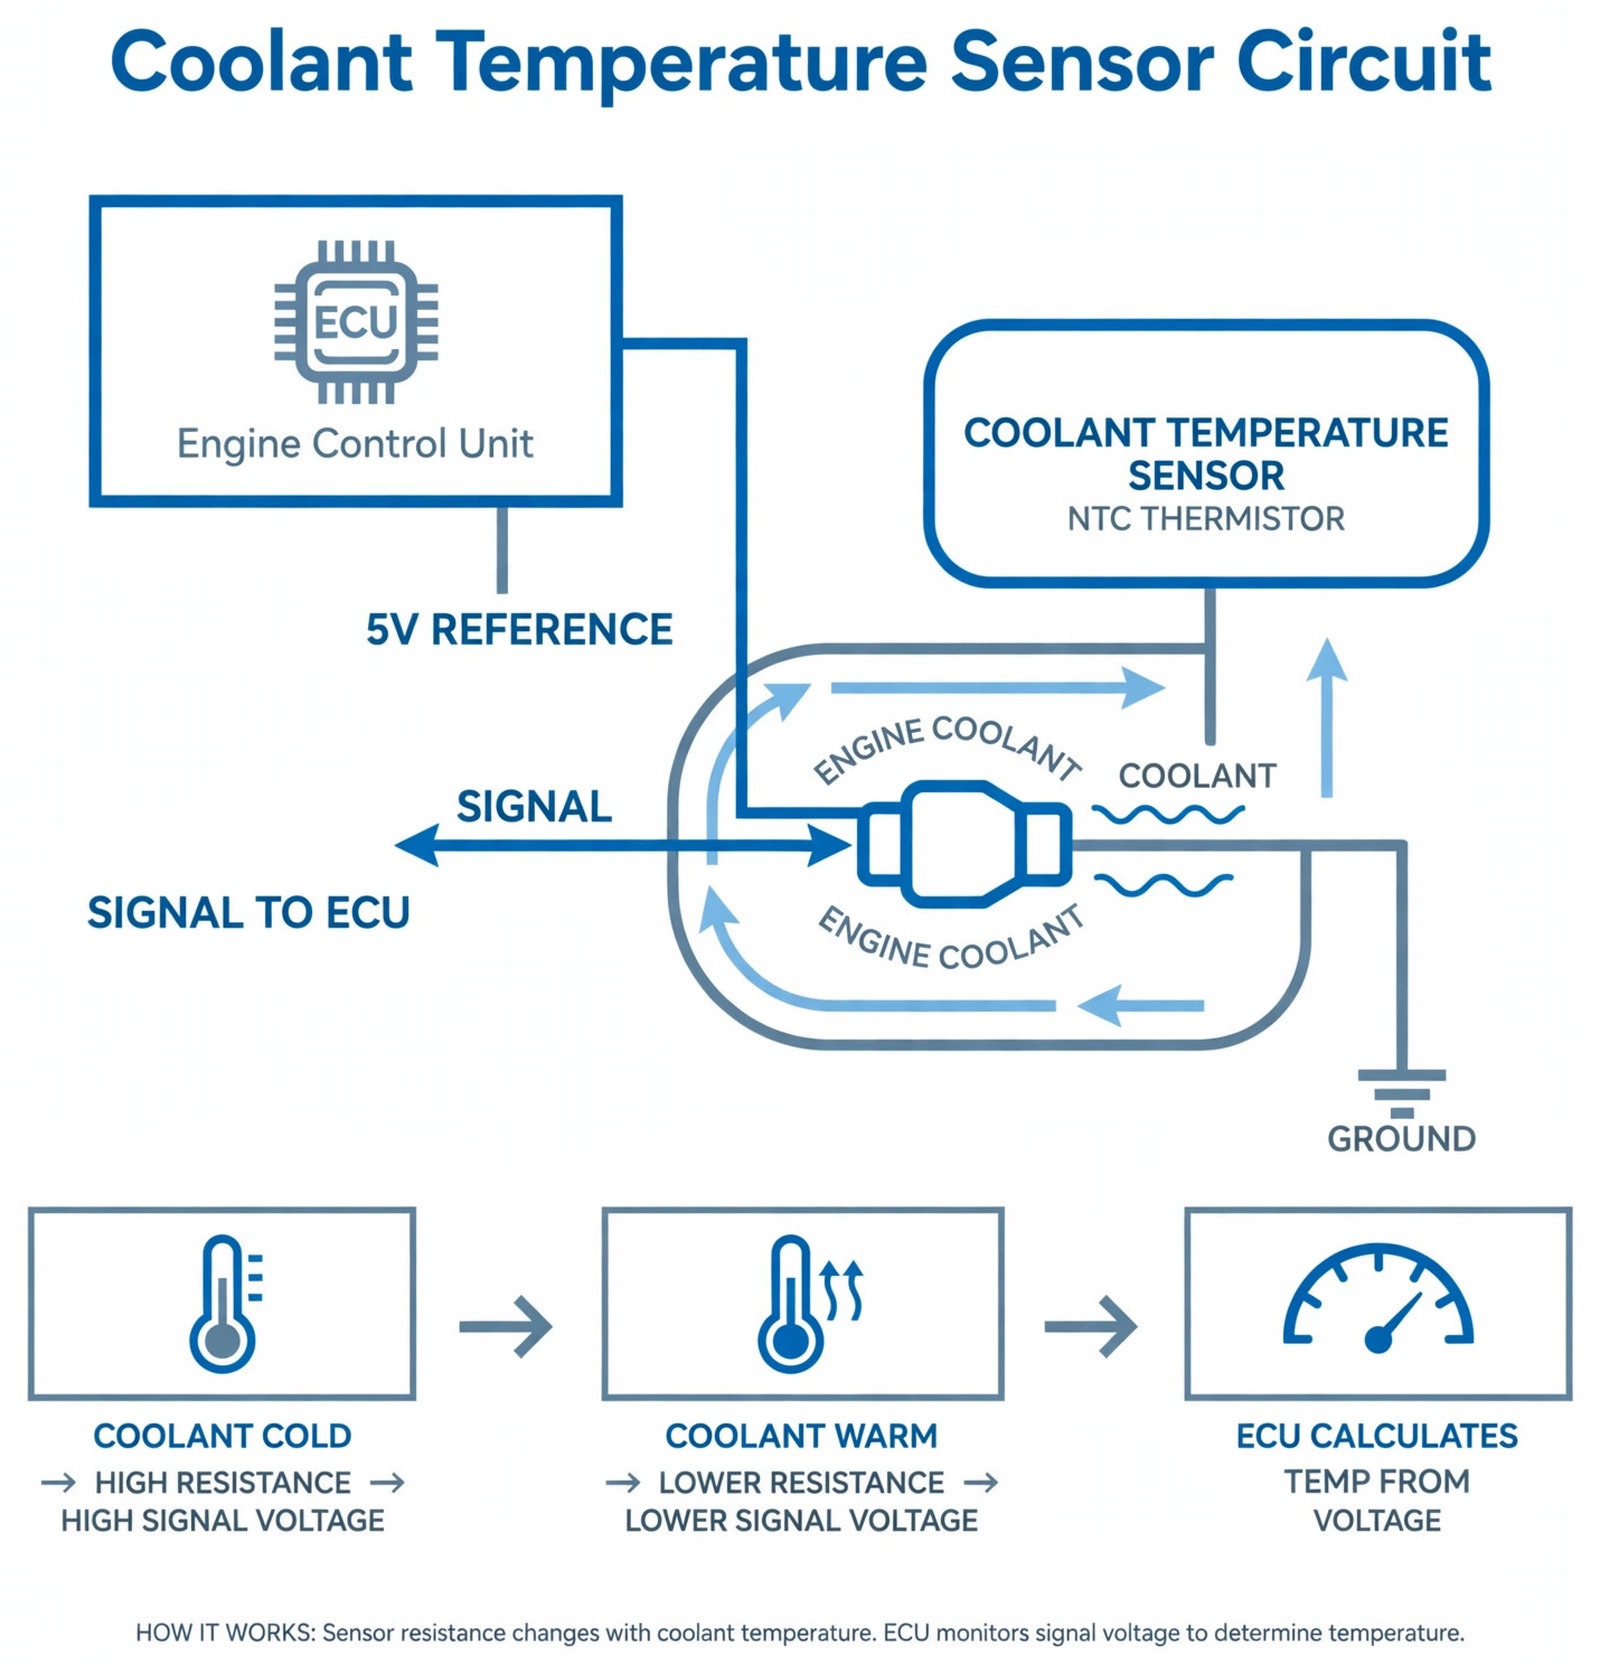 Coolant Temperature Sensor Circuit
ECU
Engine Control Unit
COOLANT TEMPERATURE
SENSOR
NTC THERMISTOR
5V REFERENCE
ENGINE COOLANT
COOLANT
SIGNAL
SIGNAL TO ECU
ENGINE COOLANT
GROUND
COOLANT COLD
→ HIGH RESISTANCE →
HIGH SIGNAL VOLTAGE
COOLANT WARM
→ LOWER RESISTANCE →
LOWER SIGNAL VOLTAGE
ECU CALCULATES
TEMP FROM
VOLTAGE
HOW IT WORKS: Sensor resistance changes with coolant temperature. ECU monitors signal voltage to determine temperature.